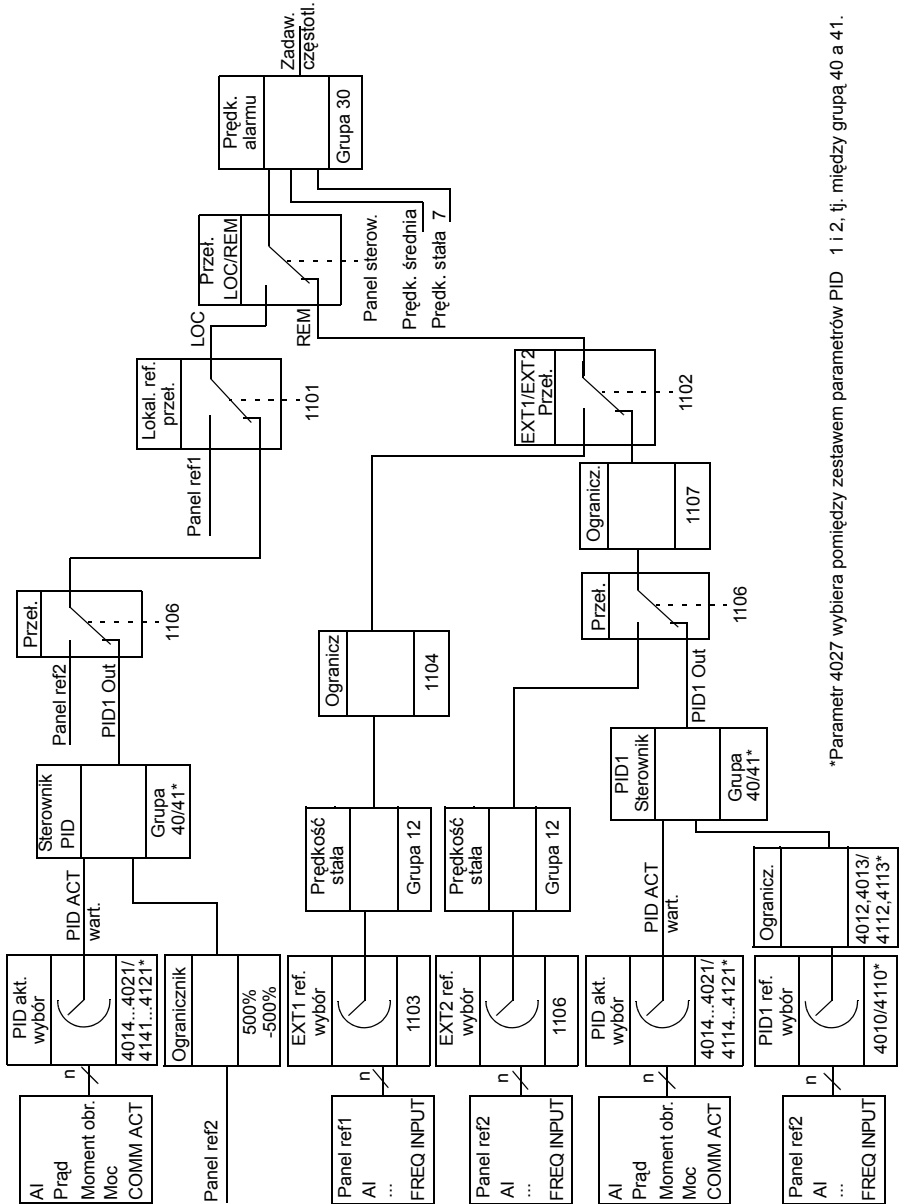 AI
Prąd
Moment obr.
Moc
COMM ACT
n
PID akt.
wybór
4014...4021/
4141...4121*
PID ACT
wart.
Sterownik
PID
Grupa
40/41*
Panel ref2
Ogranicznik
500%
-500%
Panel ref2
PID1 Out
Przeł.
1106
Panel ref1
Lokal. ref.
przeł.
1101
LOC
REM
Przeł.
LOC/REM
Panel sterow.
Prędk. średnia
Prędk. stała 7
Prędk.
alarmu
Grupa 30
Zadaw.
częstotl.
Panel ref1
AI
...
FREQ INPUT
n
EXT1 ref.
wybór
1103
Prędkość
stała
Grupa 12
Ogranicz
1104
EXT1/EXT2
Przeł.
1102
Panel ref2
AI
...
FREQ INPUT
n
EXT2 ref.
wybór
1106
Prędkość
stała
Grupa 12
Przeł.
1106
Ogranicz.
1107
AI
Prąd
Moment obr.
Moc
COMM ACT
n
PID akt.
wybór
4014...4021/
4114...4121*
PID ACT
wart.
PID1
Sterownik
Grupa
40/41*
PID1 Out
Panel ref2
AI
...
FREQ INPUT
n
PID1 ref.
wybór
4010/4110*
Ogranicz.
4012,4013/
4112,4113*
*Parametr 4027 wybiera pomiędzy zestawem parametrów PID 1 i 2, tj. między grupą 40 a 41.